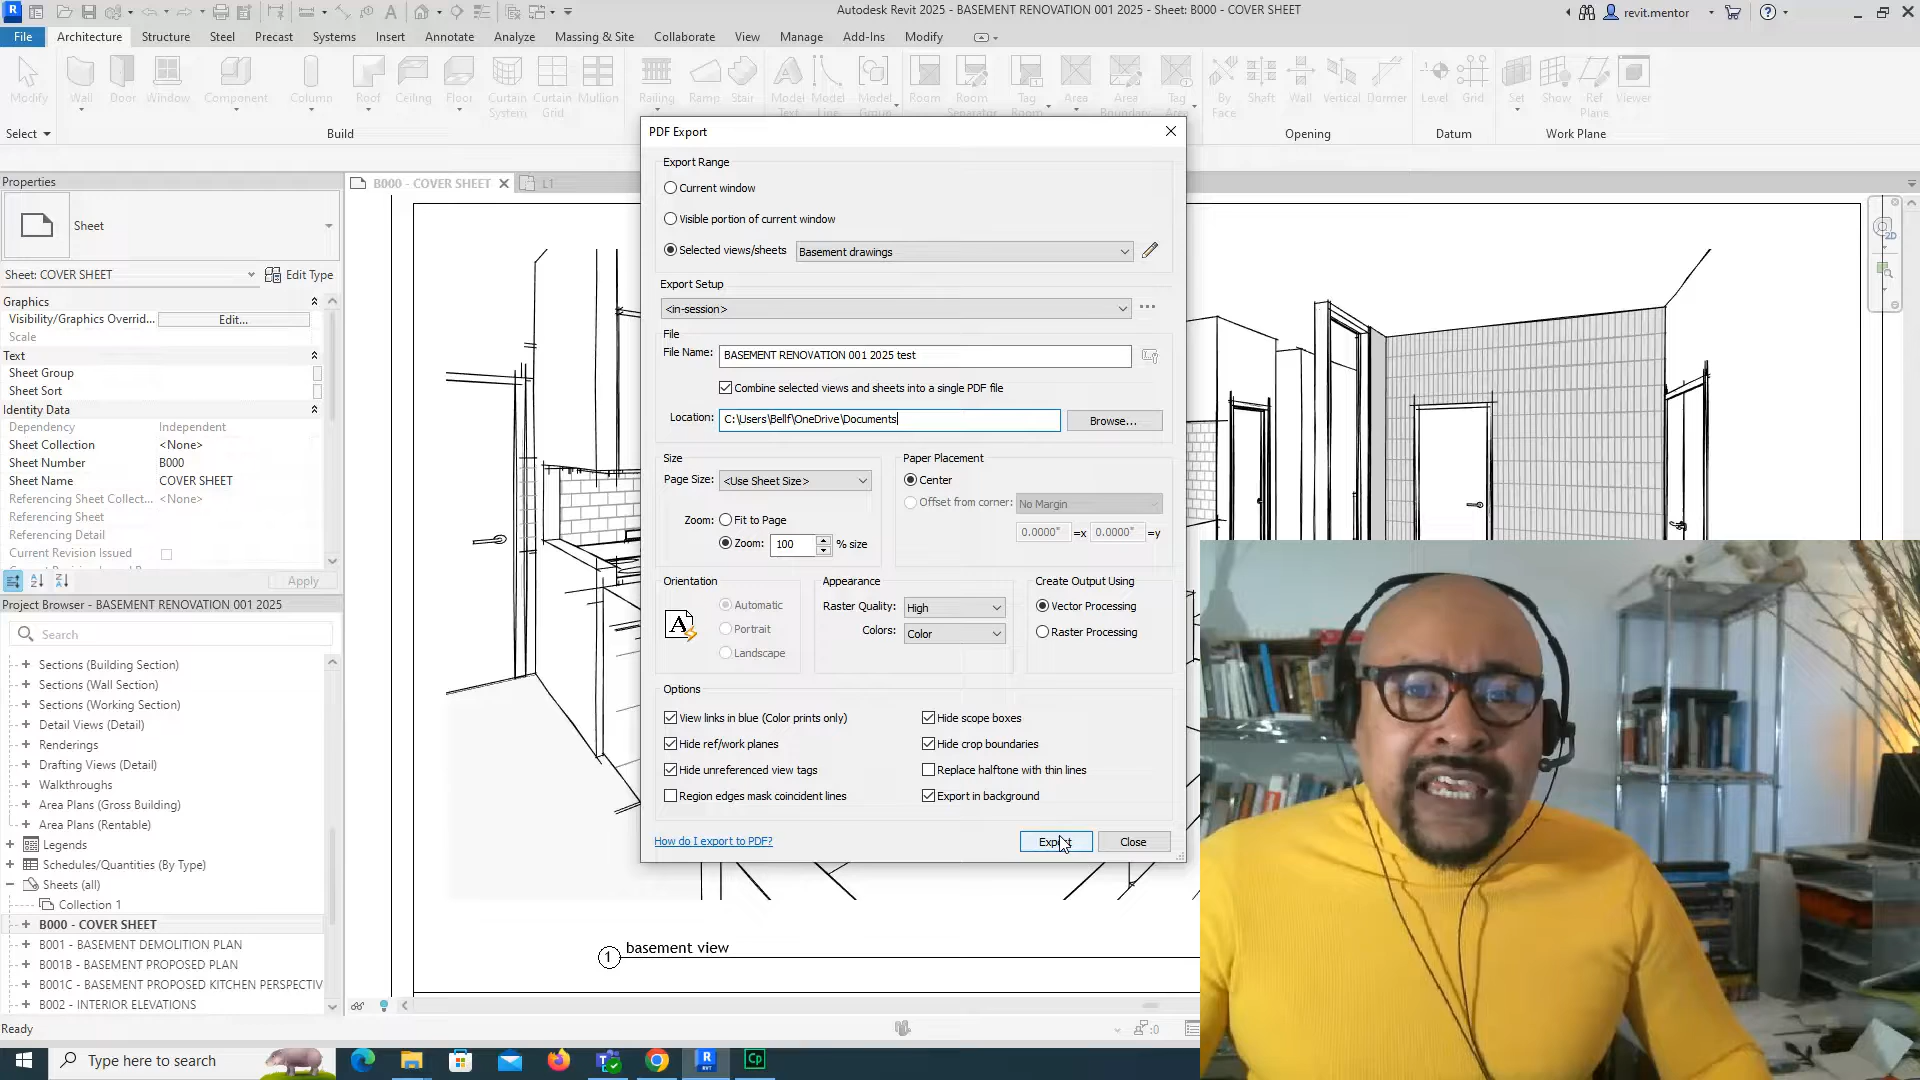 Autodesk Revit 2025 - BASEMENT RENOVATION 001 2025 - Sheet: B000 - COVER SHEET
revit.mentor
File Architecture Structure Steel Precast Systems Insert Annotate Analyze Massing & Site Collaborate View Manage Add-Ins Modify
Modify Wall Door Window Component Column Roof Ceiling Floor Curtain System Curtain Grid Mullion Railing Ramp Stair Model Text Model Line Model Group Room Room Separator Tag Room Area Area Boundary Tag Area By Face Shaft Wall Vertical Dormer Level Grid Set Show Ref Plane Viewer
Select Build Opening Datum Work Plane
Properties
B000 - COVER SHEET
L1
Sheet
Sheet: COVER SHEET
Edit Type
Graphics
Visibility/Graphics Overrid... Edit...
Scale
Text
Sheet Group
Sheet Sort
Identity Data
Dependency Independent
Sheet Collection <None>
Sheet Number B000
Sheet Name COVER SHEET
Referencing Sheet Collect... <None>
Referencing Sheet
Referencing Detail
Current Revision Issued
Apply
Project Browser - BASEMENT RENOVATION 001 2025
Search
Sections (Building Section)
Sections (Wall Section)
Sections (Working Section)
Detail Views (Detail)
Renderings
Drafting Views (Detail)
Walkthroughs
Area Plans (Gross Building)
Area Plans (Rentable)
Legends
Schedules/Quantities (By Type)
Sheets (all)
Collection 1
B000 - COVER SHEET
B001 - BASEMENT DEMOLITION PLAN
B001B - BASEMENT PROPOSED PLAN
B001C - BASEMENT PROPOSED KITCHEN PERSPECTIV
B002 - INTERIOR ELEVATIONS
Ready
PDF Export
Export Range
Current window
Visible portion of current window
Selected views/sheets Basement drawings
Export Setup
<in-session>
File
File Name: BASEMENT RENOVATION 001 2025 test
Combine selected views and sheets into a single PDF file
Location: C:\Users\Bellf\OneDrive\Documents Browse...
Size
Page Size: <Use Sheet Size>
Zoom: Fit to Page
Zoom: 100 % size
Paper Placement
Center
Offset from corner: No Margin
0.0000" =x 0.0000" =y
Orientation
A
Automatic
Portrait
Landscape
Appearance
Raster Quality: High
Colors: Color
Create Output Using
Vector Processing
Raster Processing
Options
View links in blue (Color prints only)
Hide ref/work planes
Hide unreferenced view tags
Region edges mask coincident lines
Hide scope boxes
Hide crop boundaries
Replace halftone with thin lines
Export in background
How do I export to PDF?
Export Close
2D
1 basement view
:0
Type here to search
R
RVT
Cp